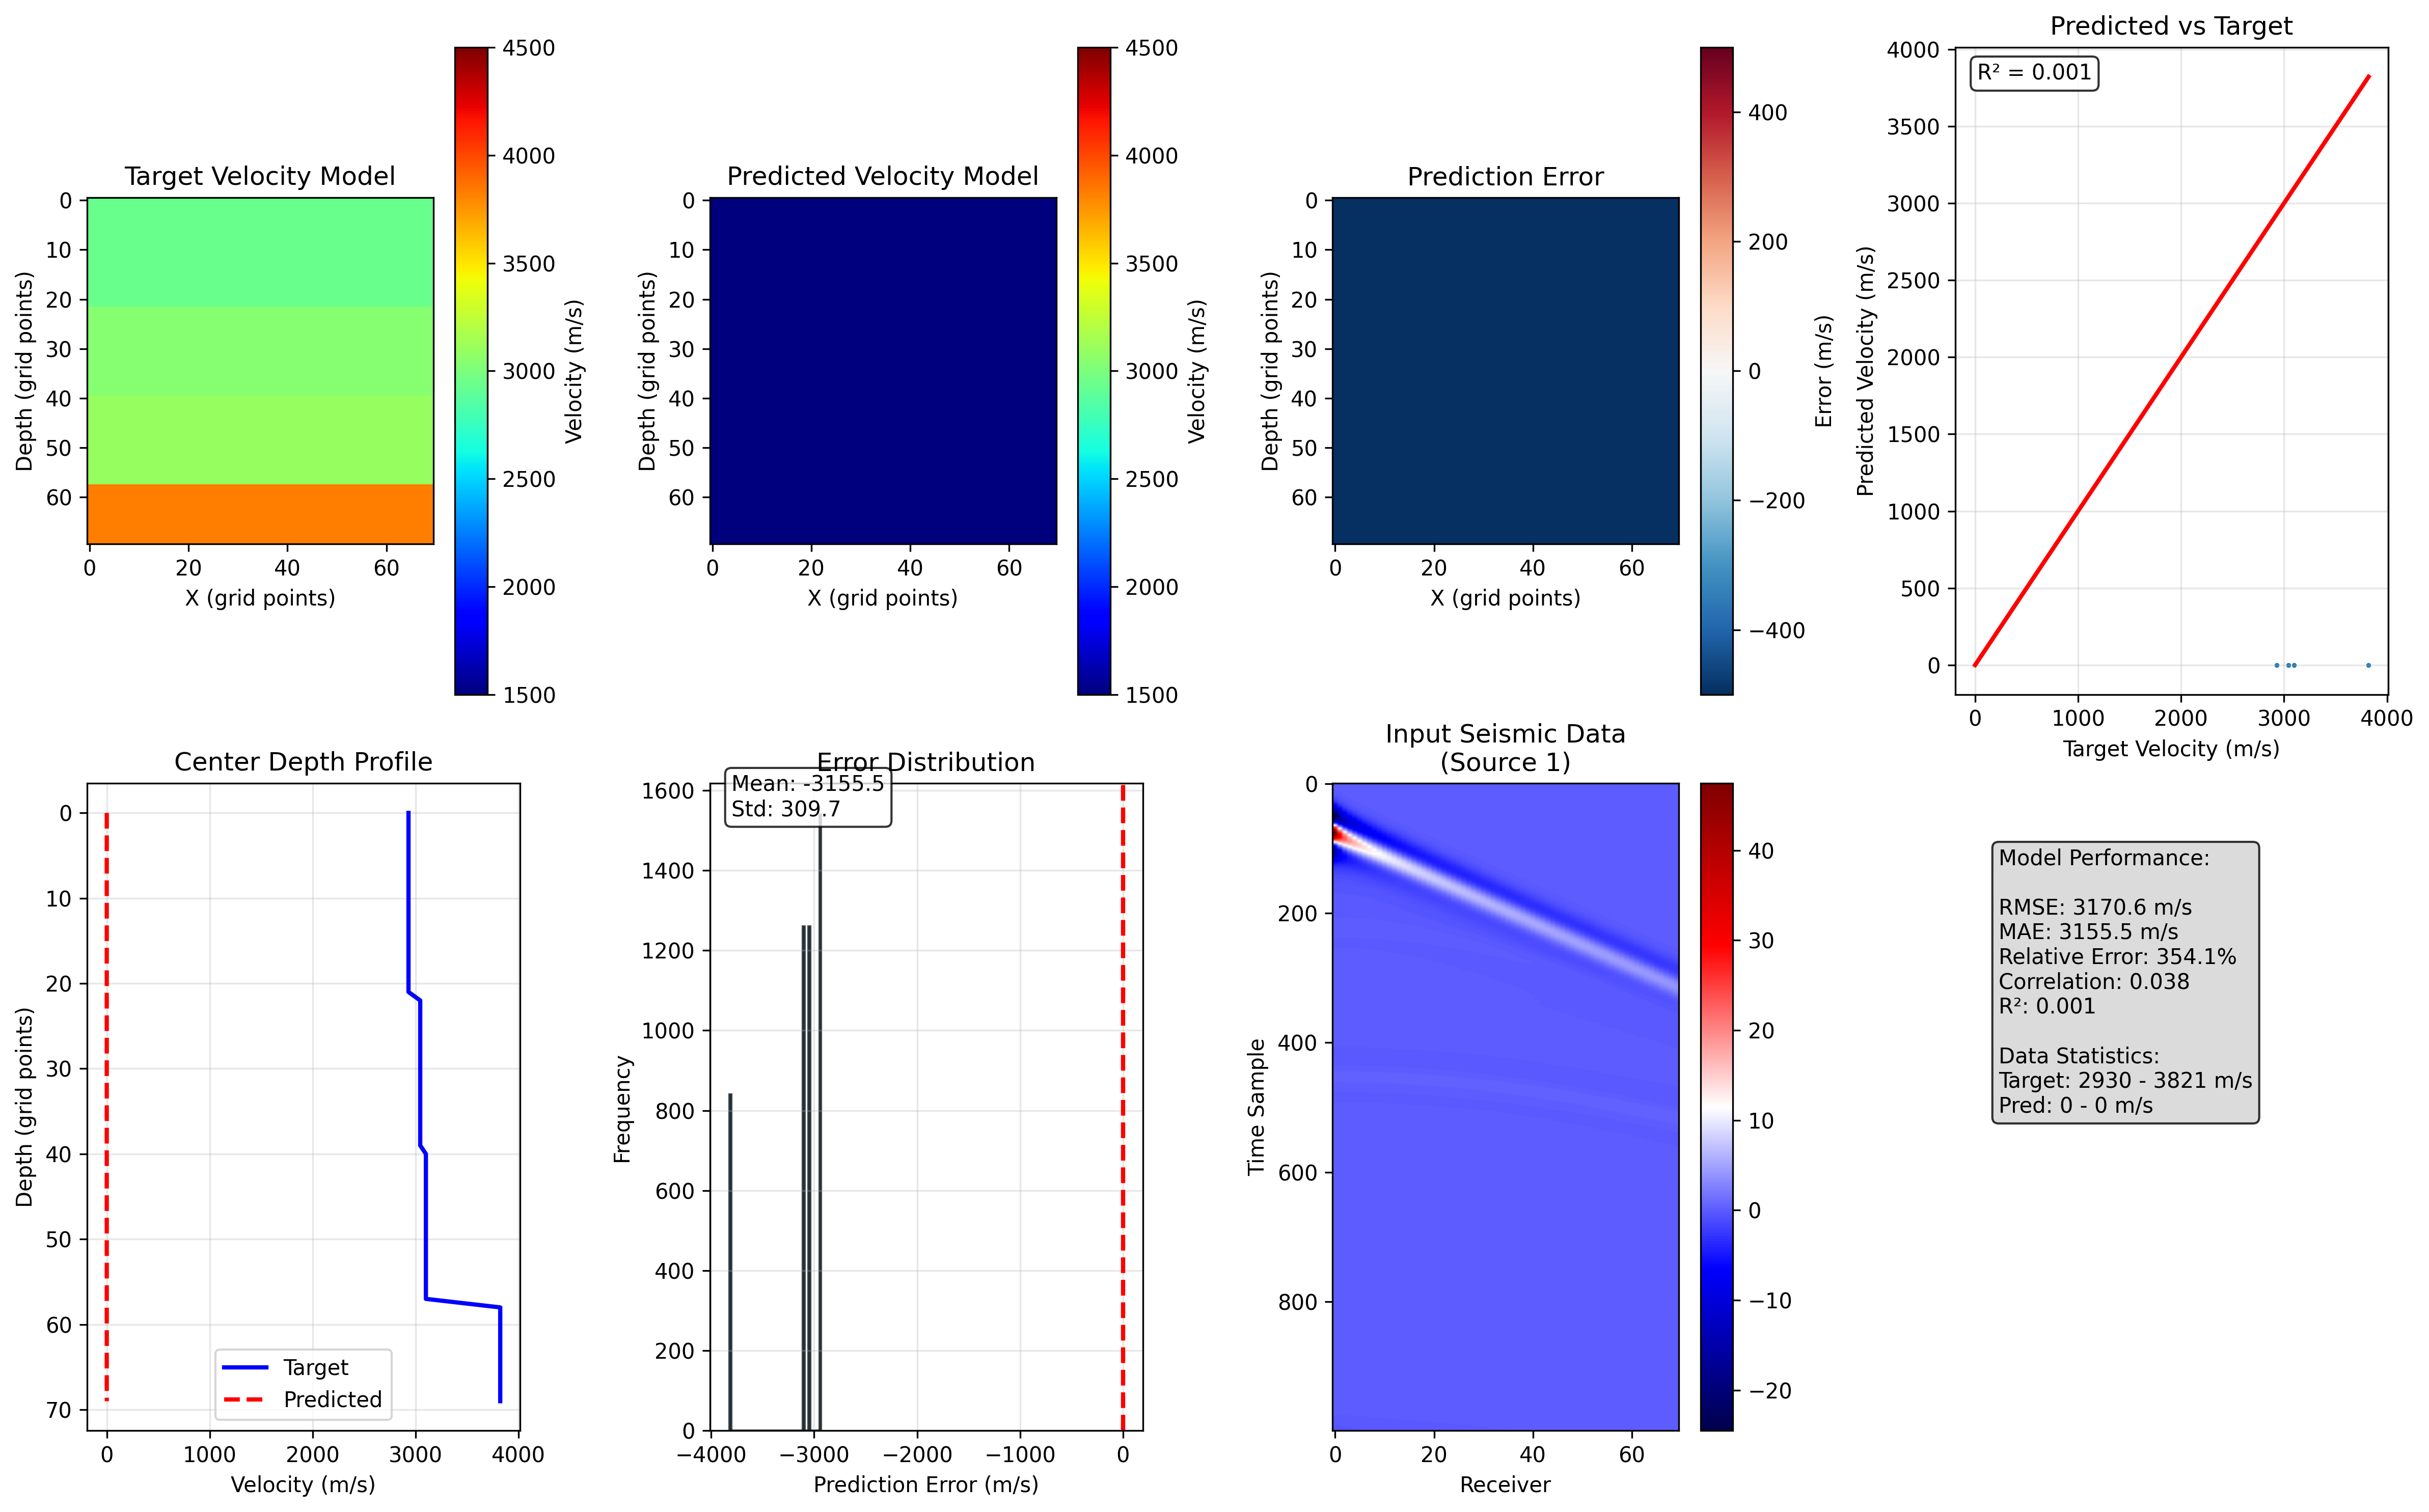 Target Velocity Model
0
10
20
30
40
50
60
Depth (grid points)
0
20
40
60
X (grid points)
4500
4000
3500
3000
2500
2000
1500
Velocity (m/s)
Predicted Velocity Model
0
10
20
30
40
50
60
Depth (grid points)
0
20
40
60
X (grid points)
4500
4000
3500
3000
2500
2000
1500
Velocity (m/s)
Prediction Error
0
10
20
30
40
50
60
Depth (grid points)
0
20
40
60
X (grid points)
400
200
0
−200
−400
Error (m/s)
Predicted vs Target
R² = 0.001
4000
3500
3000
2500
2000
1500
1000
500
0
Predicted Velocity (m/s)
0
1000
2000
3000
4000
Target Velocity (m/s)
Center Depth Profile
0
10
20
30
40
50
60
70
Depth (grid points)
Target
Predicted
0
1000
2000
3000
4000
Velocity (m/s)
Error Distribution
Mean: -3155.5
Std: 309.7
1600
1400
1200
1000
800
600
400
200
0
Frequency
−4000
−3000
−2000
−1000
0
Prediction Error (m/s)
Input Seismic Data
(Source 1)
0
200
400
600
800
Time Sample
0
20
40
60
Receiver
40
30
20
10
0
−10
−20
Model Performance:
RMSE: 3170.6 m/s
MAE: 3155.5 m/s
Relative Error: 354.1%
Correlation: 0.038
R²: 0.001
Data Statistics:
Target: 2930 - 3821 m/s
Pred: 0 - 0 m/s